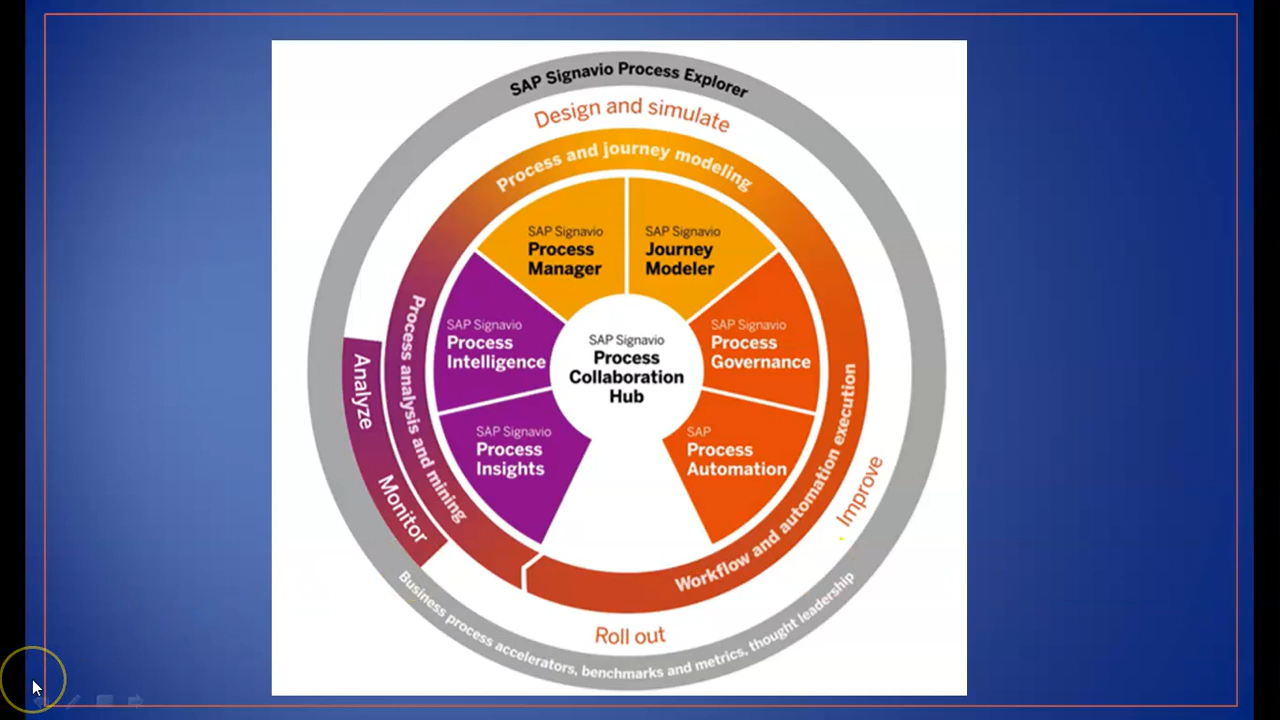 SAP Signavio Process Explorer
Design and simulate
Process and journey modeling
SAP Signavio
Process
Manager
SAP Signavio
Journey
Modeler
SAP Signavio
Process
Intelligence
SAP Signavio
Process
Collaboration
Hub
SAP Signavio
Process
Governance
SAP Signavio
Process
Insights
SAP
Process
Automation
Process analysis and mining
Analyze
Monitor
Workflow and automation execution
Improve
Roll out
Business process accelerators, benchmarks and metrics, thought leadership